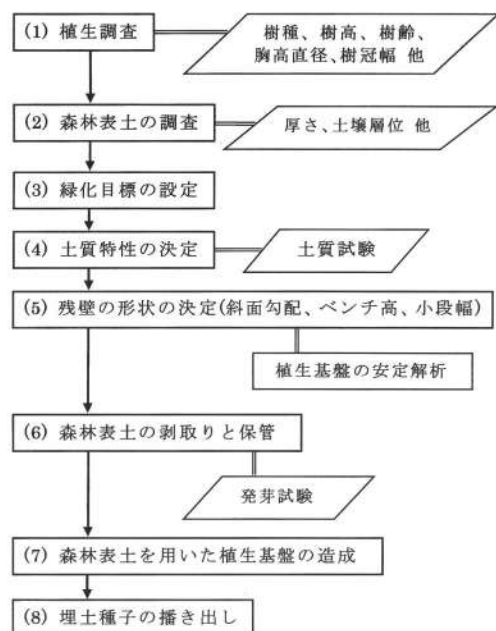 (1) 植生調査
樹種、樹高、樹齢、
胸高直径、樹冠幅 他
(2) 森林表土の調査
厚さ、土壌層位 他
(3) 緑化目標の設定
(4) 土質特性の決定
土質試験
(5) 残壁の形状の決定(斜面勾配、ベンチ高、小段幅)
植生基盤の安定解析
(6) 森林表土の剥取りと保管
発芽試験
(7) 森林表土を用いた植生基盤の造成
(8) 埋土種子の播き出し